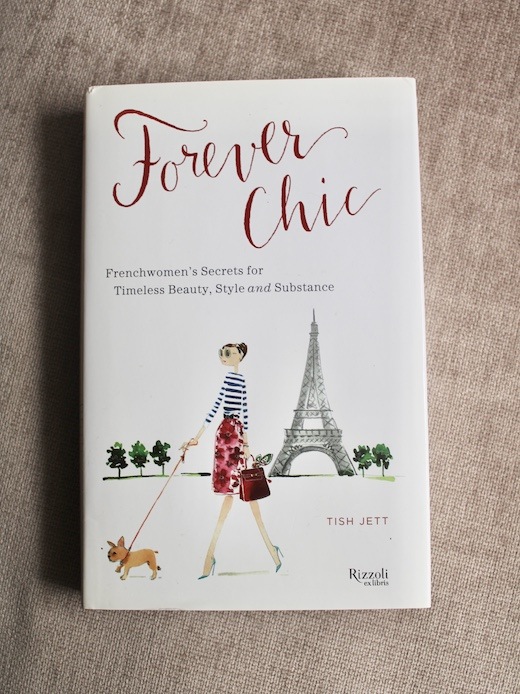 Forever
Chic
Frenchwomen's Secrets for
Timeless Beauty, Style and Substance
TISH JETT
Rizzoli
ex libris